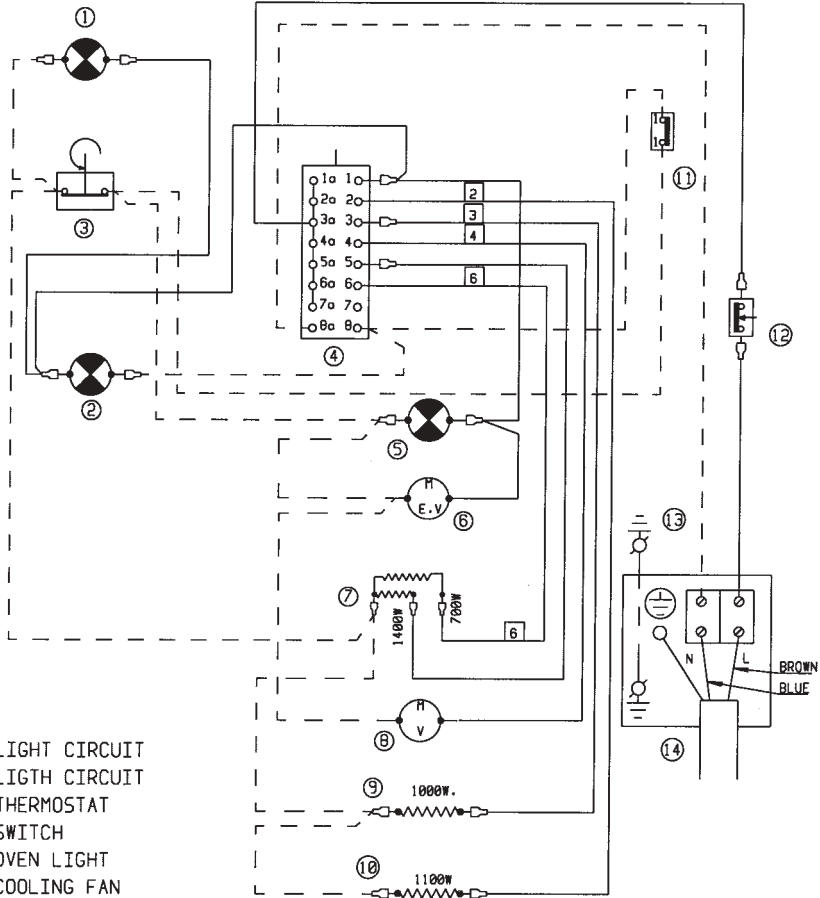 1
3
2
1a 1
2a 2
3a 3
4a 4
5a 5
6a 6
7a 7
8a 8
4
2
3
4
6
1
1
11
12
5
M
E.V
6
7
1400W
700W
6
13
N
L
BROWN
BLUE
14
M
V
8
9
1000W.
10
1100W
LIGHT CIRCUIT
LIGTH CIRCUIT
THERMOSTAT
SWITCH
OVEN LIGHT
COOLING FAN